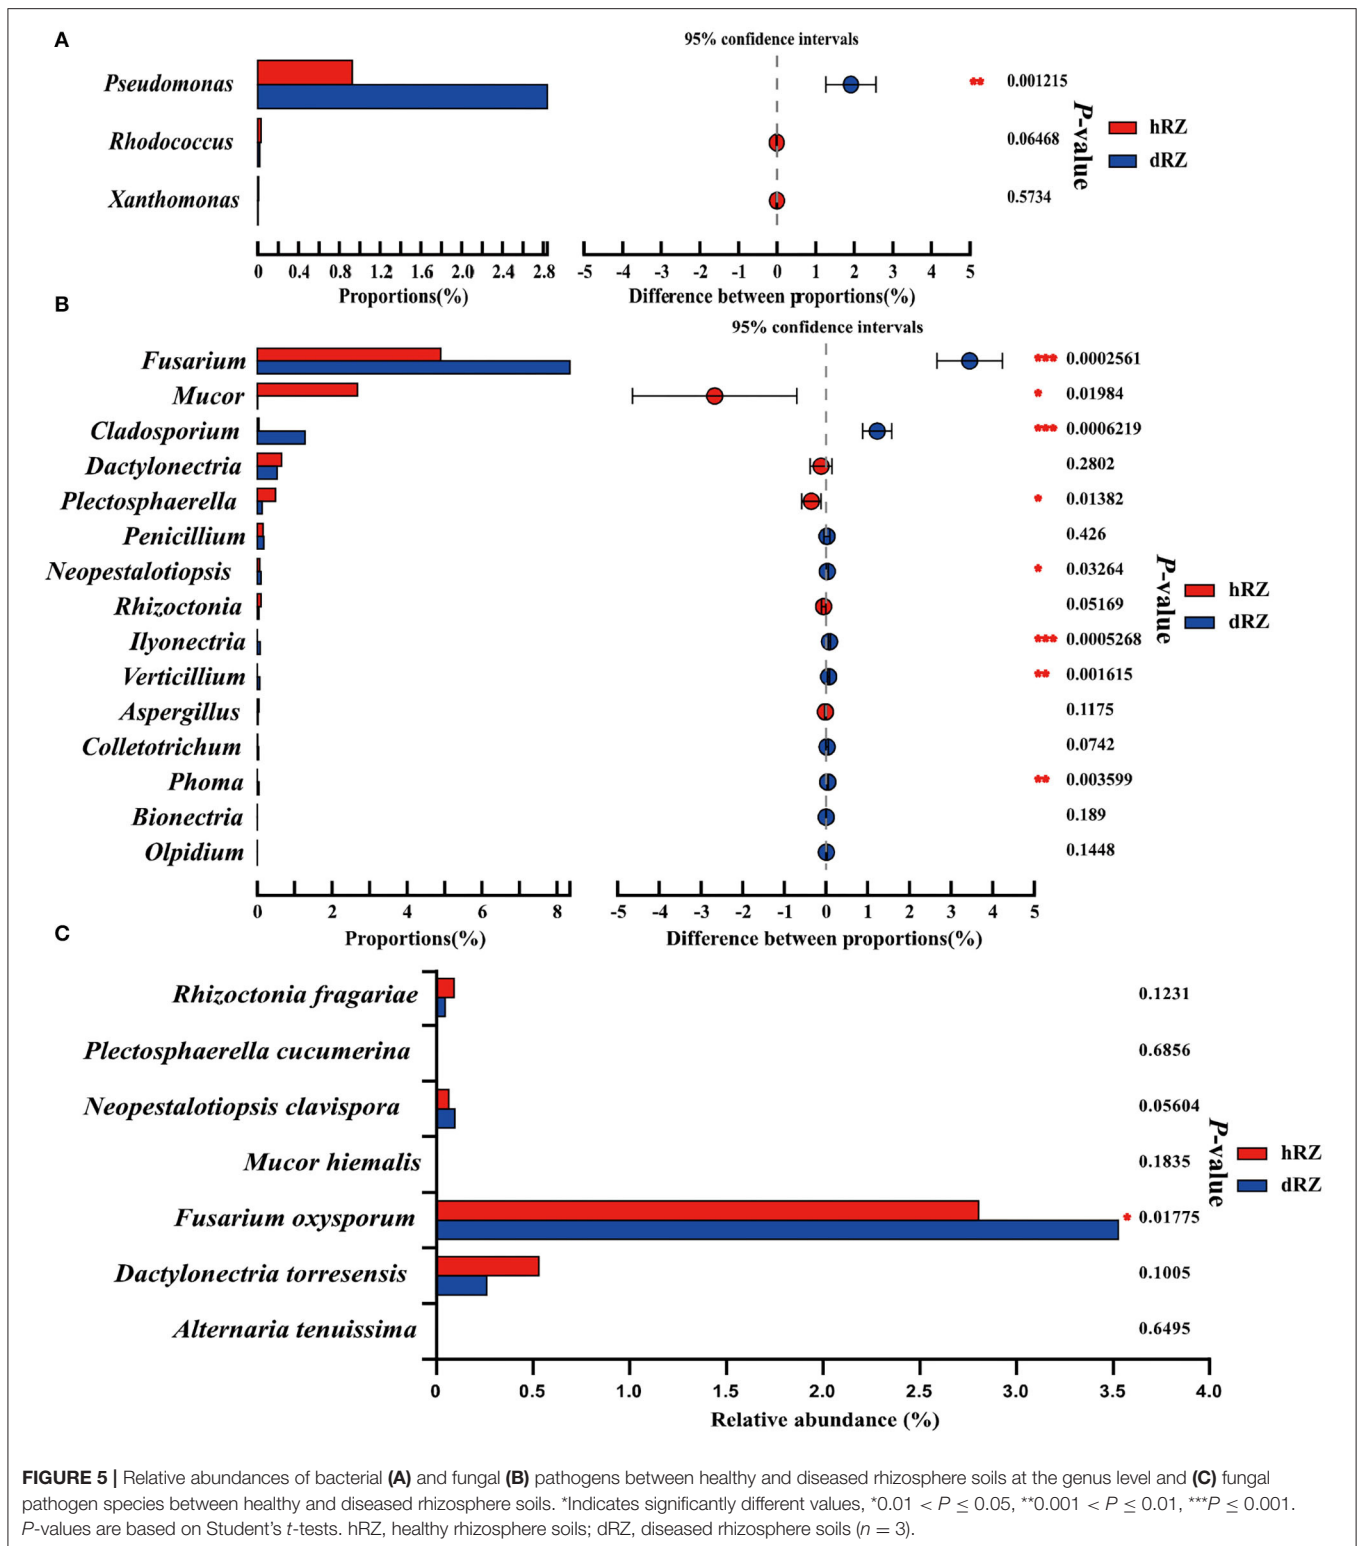 A
95% confidence intervals
Pseudomonas
** 0.001215
Rhodococcus
0.06468
Xanthomonas
0.5734
P-value
hRZ
dRZ
0 0.4 0.8 1.2 1.6 2.0 2.4 2.8
Proportions(%)
-5 -4 -3 -2 -1 0 1 2 3 4 5
Difference between proportions(%)
B
95% confidence intervals
Fusarium *** 0.0002561
Mucor * 0.01984
Cladosporium *** 0.0006219
Dactylonectria 0.2802
Plectosphaerella * 0.01382
Penicillium 0.426
Neopestalotiopsis * 0.03264
Rhizoctonia 0.05169
Ilyonectria *** 0.0005268
Verticillium ** 0.001615
Aspergillus 0.1175
Colletotrichum 0.0742
Phoma ** 0.003599
Bionectria 0.189
Olpidium 0.1448
P-value
hRZ
dRZ
0 2 4 6 8
Proportions(%)
-5 -4 -3 -2 -1 0 1 2 3 4 5
Difference between proportions(%)
C
Rhizoctonia fragariae 0.1231
Plectosphaerella cucumerina 0.6856
Neopestalotiopsis clavispora 0.05604
Mucor hiemalis 0.1835
Fusarium oxysporum * 0.01775
Dactylonectria torresensis 0.1005
Alternaria tenuissima 0.6495
P-value
hRZ
dRZ
0 0.5 1.0 1.5 2.0 2.5 3.0 3.5 4.0
Relative abundance (%)
FIGURE 5 | Relative abundances of bacterial (A) and fungal (B) pathogens between healthy and diseased rhizosphere soils at the genus level and (C) fungal
pathogen species between healthy and diseased rhizosphere soils. *Indicates significantly different values, *0.01 < P ≤ 0.05, **0.001 < P ≤ 0.01, ***P ≤ 0.001.
P-values are based on Student's t-tests. hRZ, healthy rhizosphere soils; dRZ, diseased rhizosphere soils (n = 3).